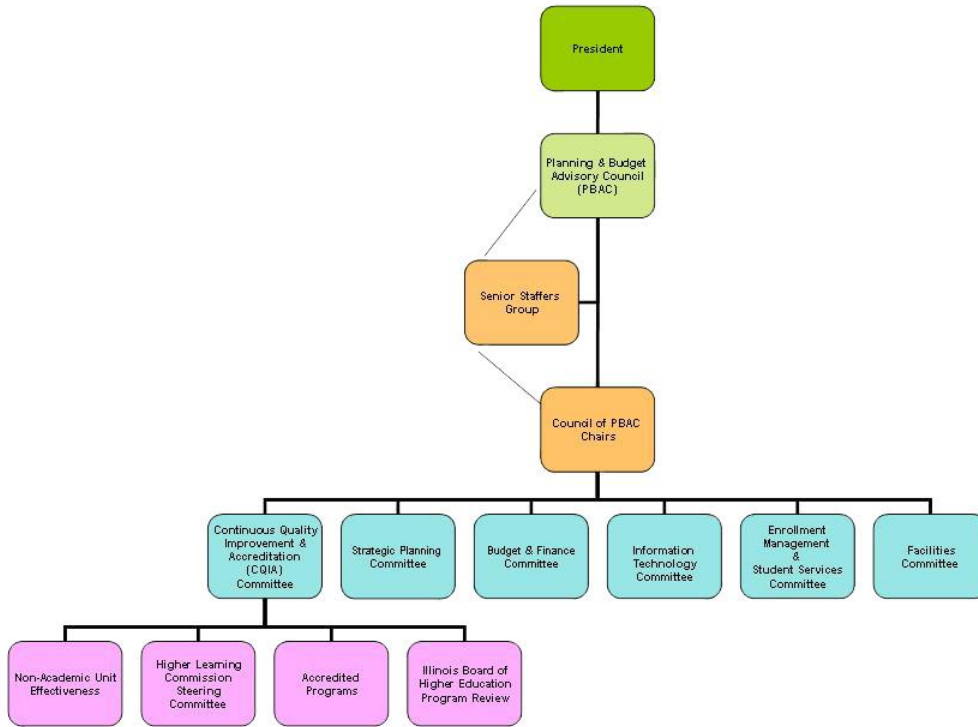 President
Planning & Budget
Advisory Council
(PBAC)
Senior Staffers
Group
Council of PBAC
Chairs
Continuous Quality
Improvement &
Accreditation
(CQIA)
Committee
Strategic Planning
Committee
Budget & Finance
Committee
Information
Technology
Committee
Enrollment
Management
&
Student Services
Committee
Facilities
Committee
Non-Academic Unit
Effectiveness
Higher Learning
Commission
Steering
Committee
Accredited
Programs
Illinois Board of
Higher Education
Program Review